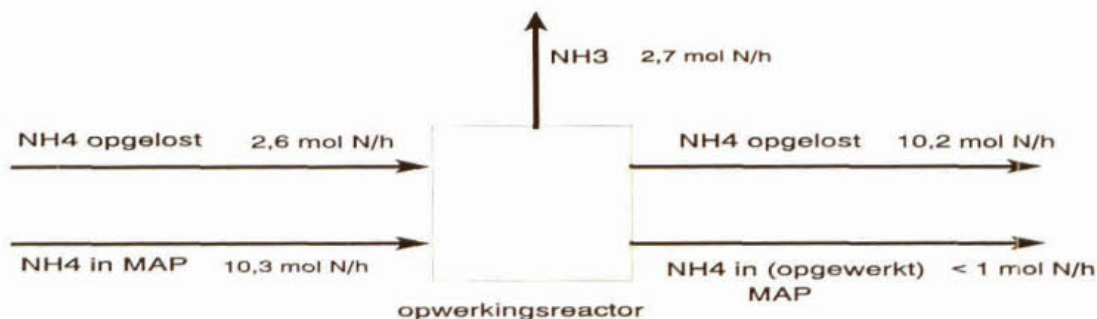 NH3 2,7 mol N/h
NH4 opgelost 2,6 mol N/h
NH4 opgelost 10,2 mol N/h
NH4 in MAP 10,3 mol N/h
NH4 in (opgewerkt) < 1 mol N/h
MAP
opwerkingsreactor